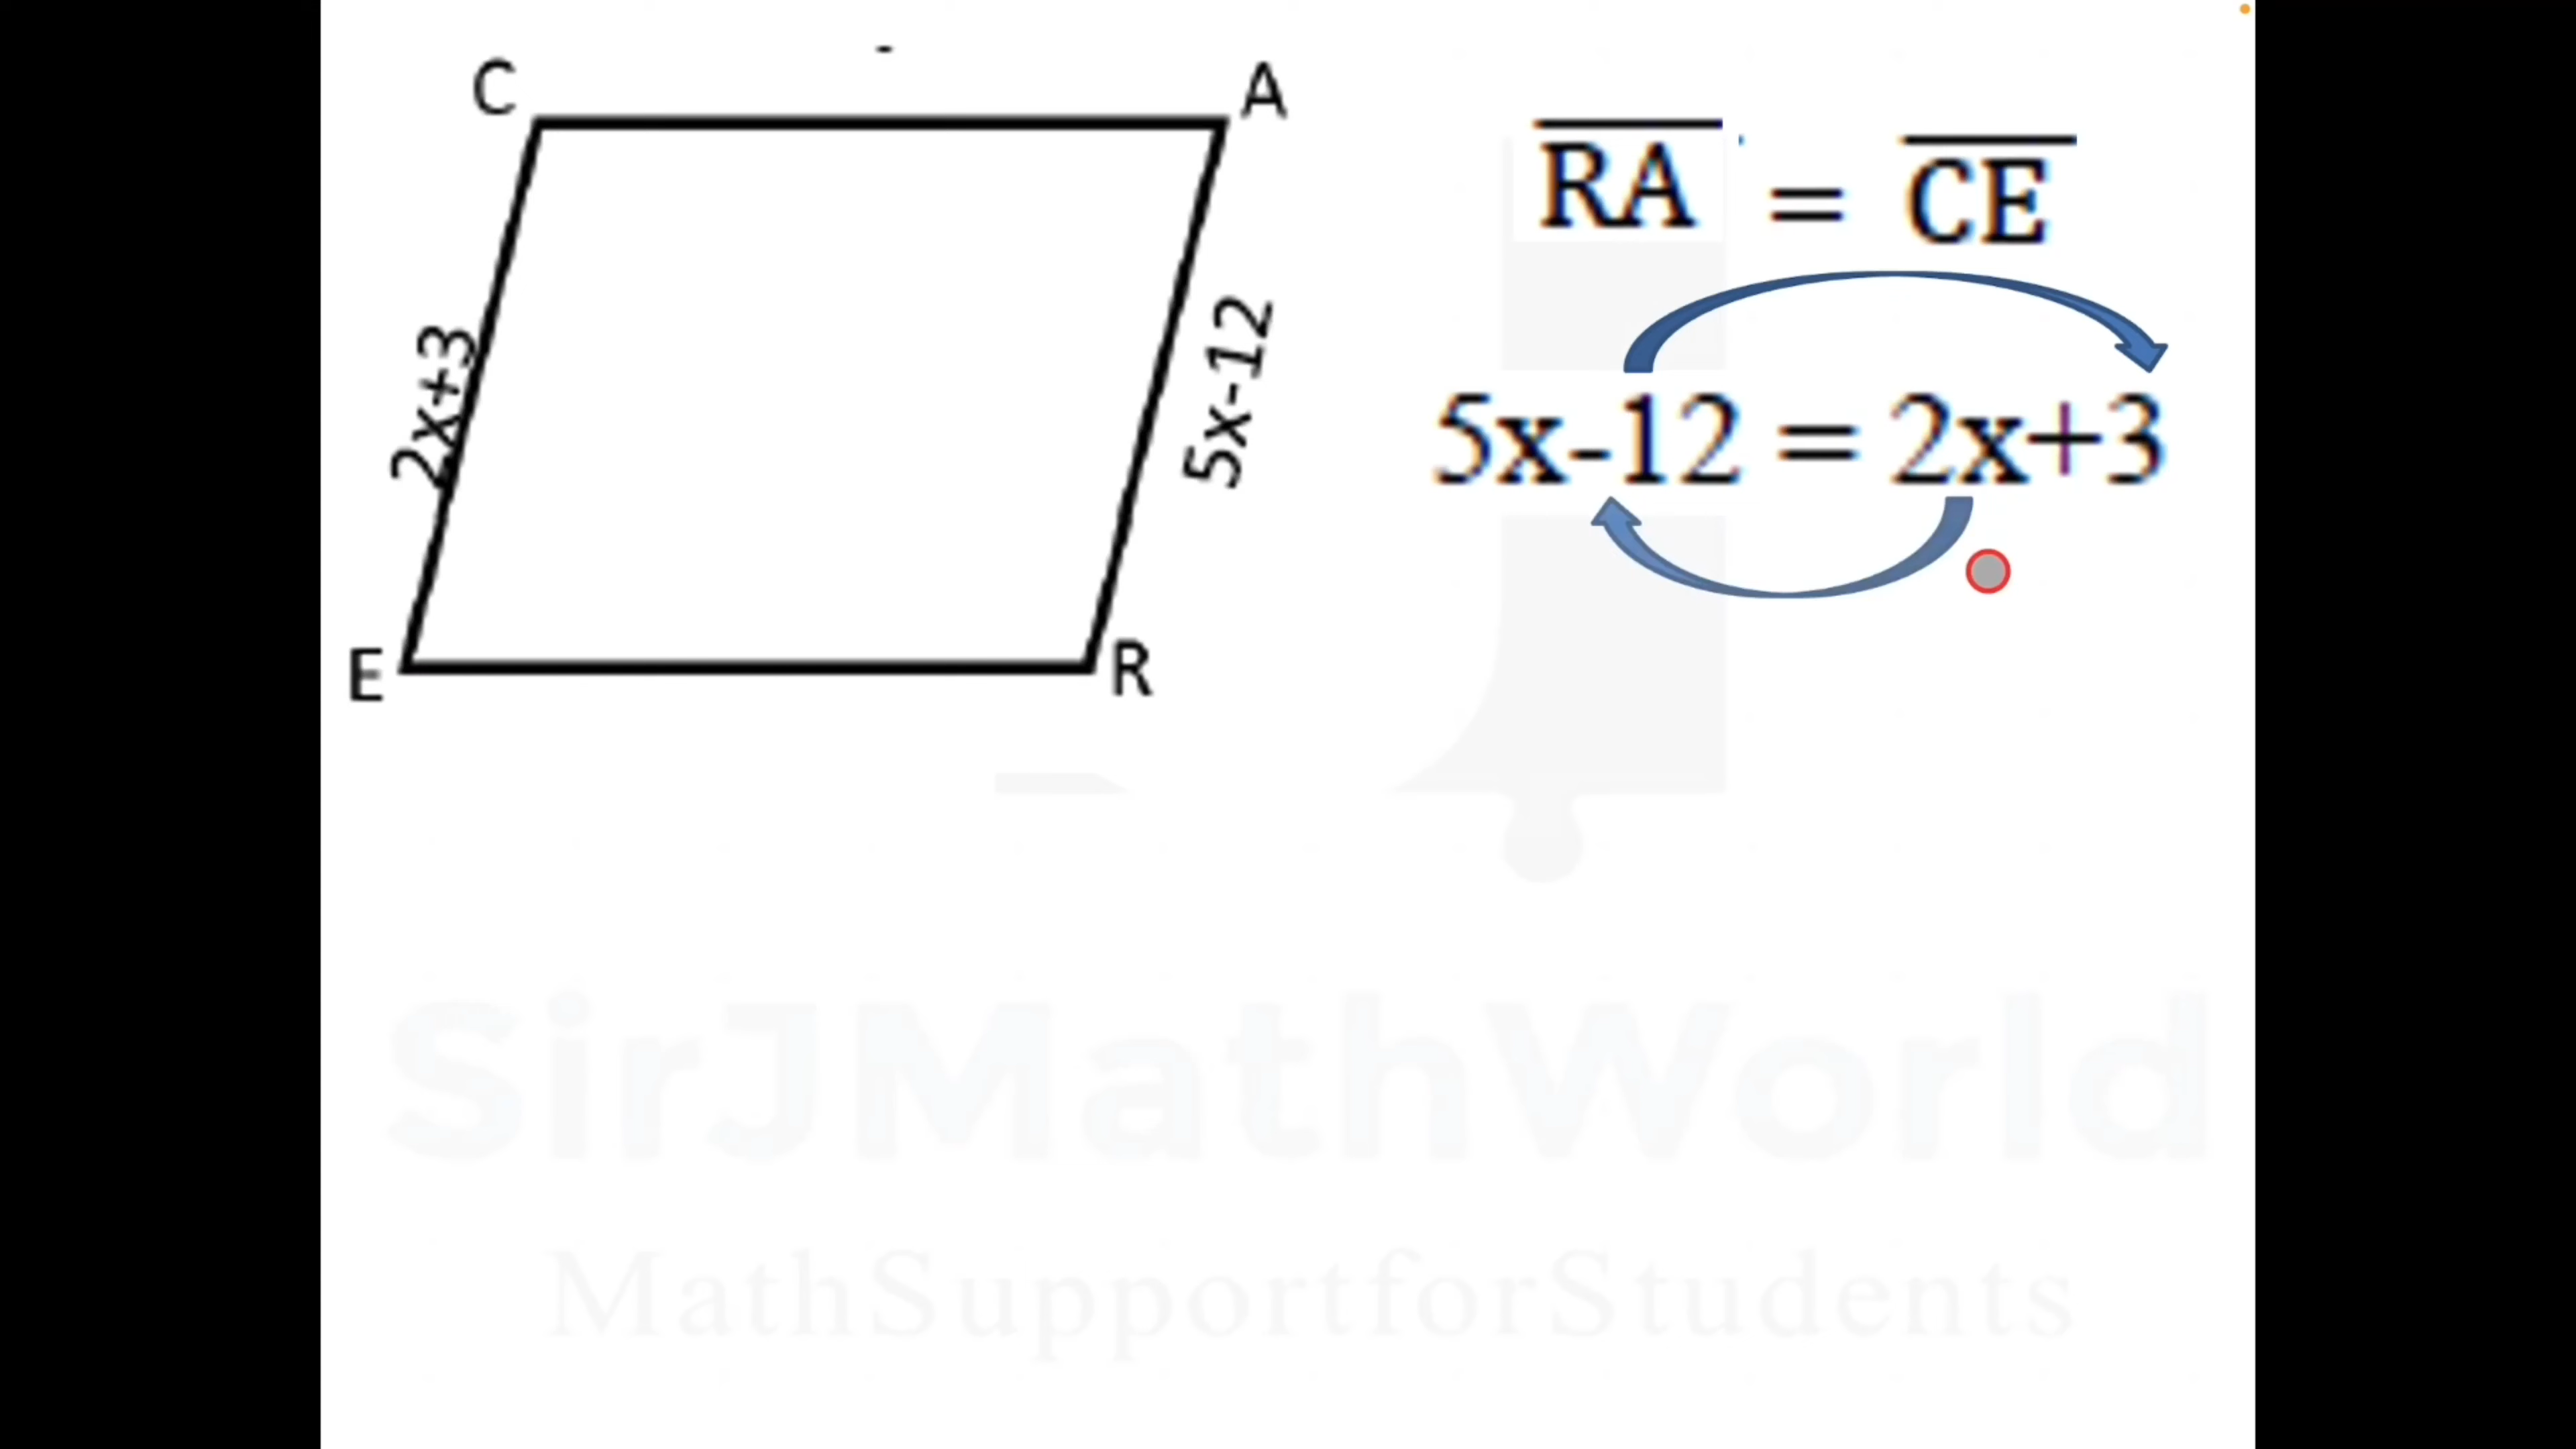 C
A
2x+3
5x-12
E
R
RA = CE
5x-12 = 2x+3
SirJMathWorld
MathSupportforStudents